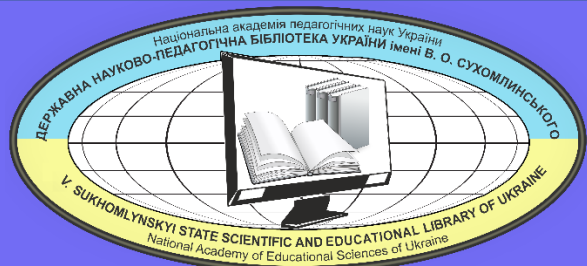 Національна академія педагогічних наук України
ДЕРЖАВНА НАУКОВО-ПЕДАГОГІЧНА БІБЛІОТЕКА УКРАЇНИ імені В. О. СУХОМЛИНСЬКОГО
V. SUKHOMLYNSKYI STATE SCIENTIFIC AND EDUCATIONAL LIBRARY OF UKRAINE
National Academy of Educational Sciences of Ukraine